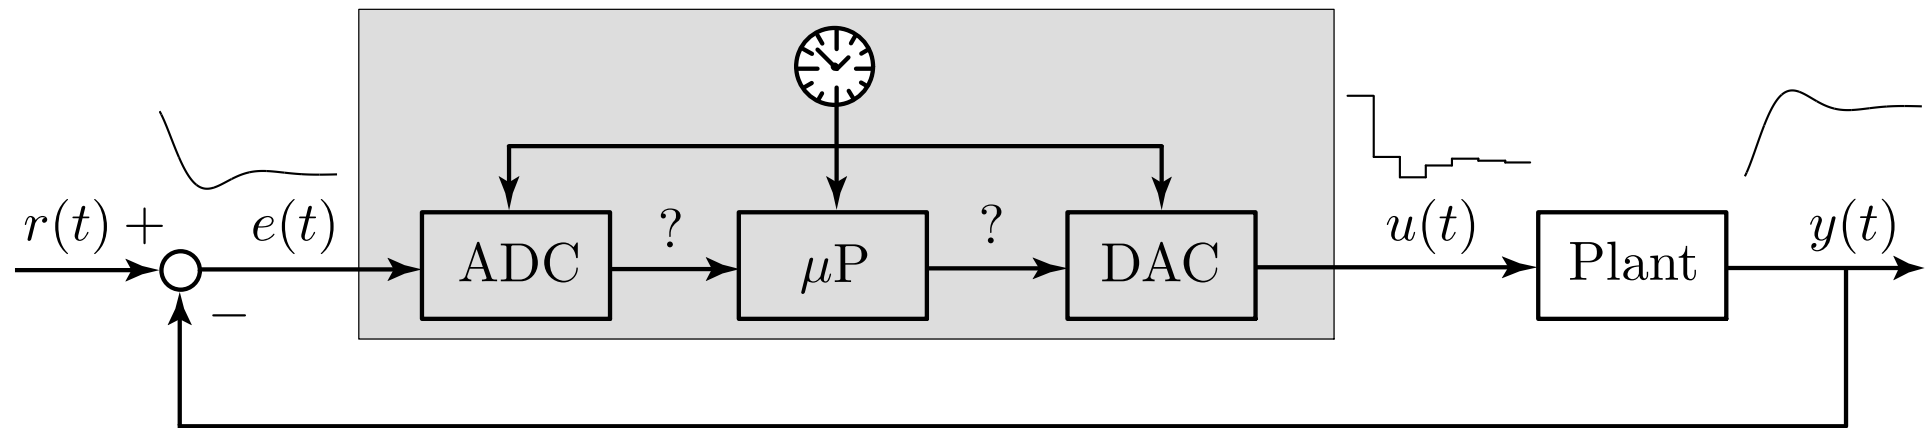 r(t) +
e(t)
−
ADC
?
μP
?
DAC
u(t)
Plant
y(t)